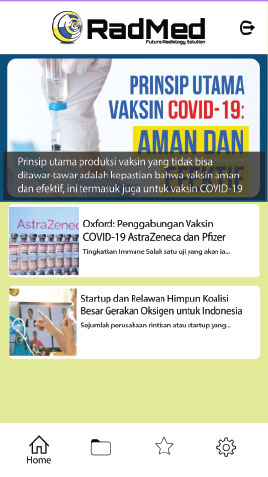 RadMed
Future Radiology Solution
PRINSIP UTAMA
VAKSIN COVID-19:
AMAN DAN
EFEKTIF
Prinsip utama produksi vaksin yang tidak bisa
ditawar-tawar adalah kepastian bahwa vaksin aman
dan efektif, ini termasuk juga untuk vaksin COVID-19
AstraZenec
Oxford: Penggabungan Vaksin
COVID-19 AstraZeneca dan Pfizer
Tingkatian Immune Salah satu uji yang akan ia...
Startup dan Relawan Himpun Koalisi
Besar Gerakan Oksigen untuk Indonesia
Sejumlah perusahaan rintisan atau startup yang...
Home